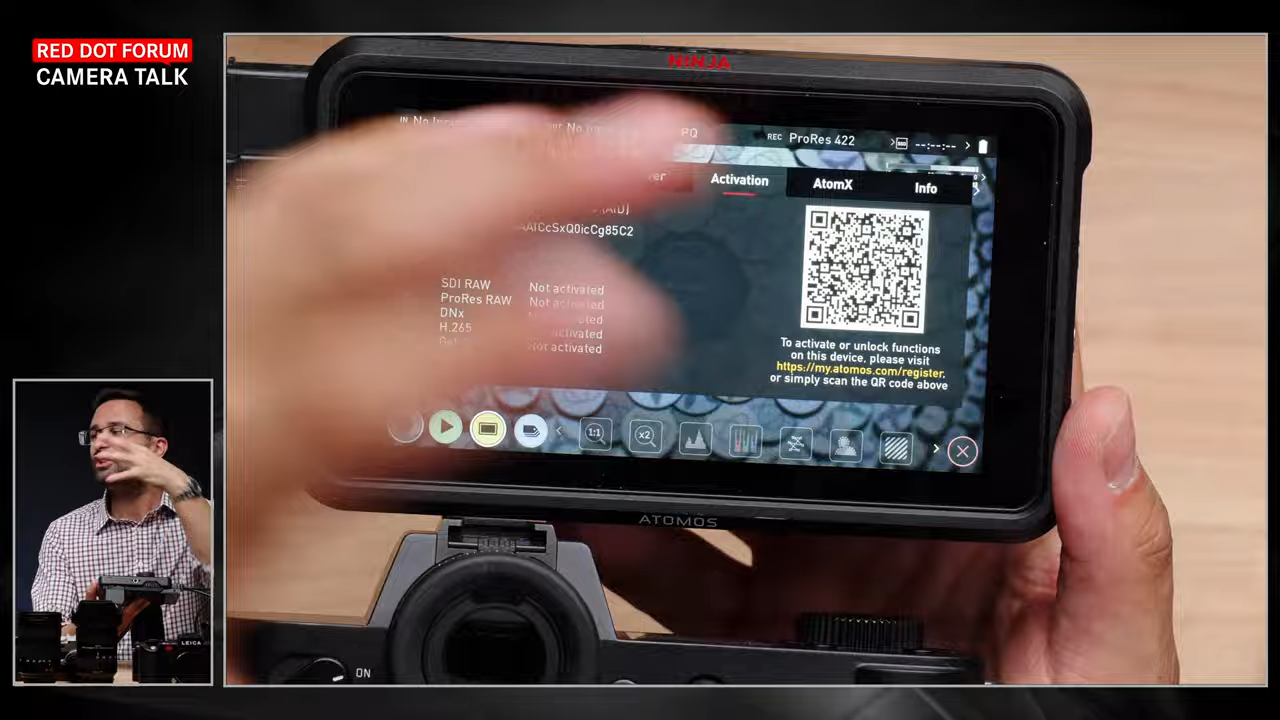 RED DOT FORUM
CAMERA TALK
NINJA
PQ
REC ProRes 422
--:--:--
Activation
AtomX
Info
SDI RAW Not activated
ProRes RAW Not activated
DNx
H.265
Not activated
To activate or unlock functions
on this device, please visit
https://my.atomos.com/register.
or simply scan the QR code above
1:1
x2
ATOMOS
ON
LEICA